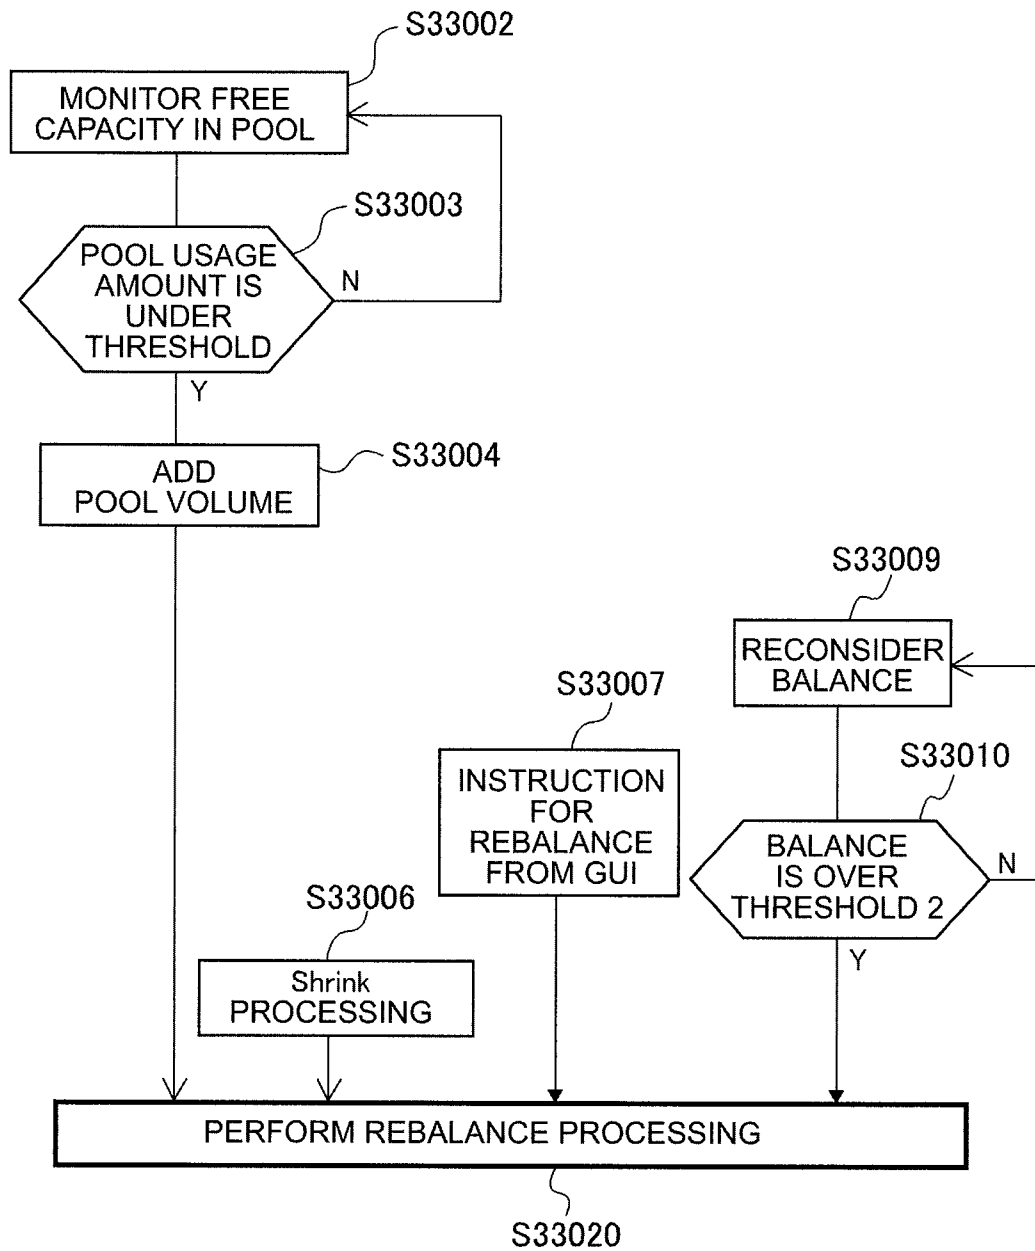 S33002
MONITOR FREE
CAPACITY IN POOL
S33003
POOL USAGE
AMOUNT IS
UNDER
THRESHOLD
N
Y
S33004
ADD
POOL VOLUME
S33009
RECONSIDER
BALANCE
S33007
INSTRUCTION
FOR
REBALANCE
FROM GUI
S33010
BALANCE
IS OVER
THRESHOLD 2
N
Y
S33006
Shrink
PROCESSING
PERFORM REBALANCE PROCESSING
S33020